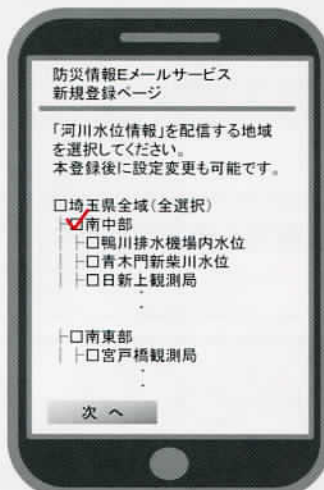 防災情報Eメールサービス
新規登録ページ
「河川水位情報」を配信する地域
を選択してください。
本登録後に設定変更も可能です。
□埼玉県全域(全選択)
├□南中部
├□鴨川排水機場内水位
├□青木門新柴川水位
├□日新上観測局
├□南東部
├□宮戸橋観測局
次 へ